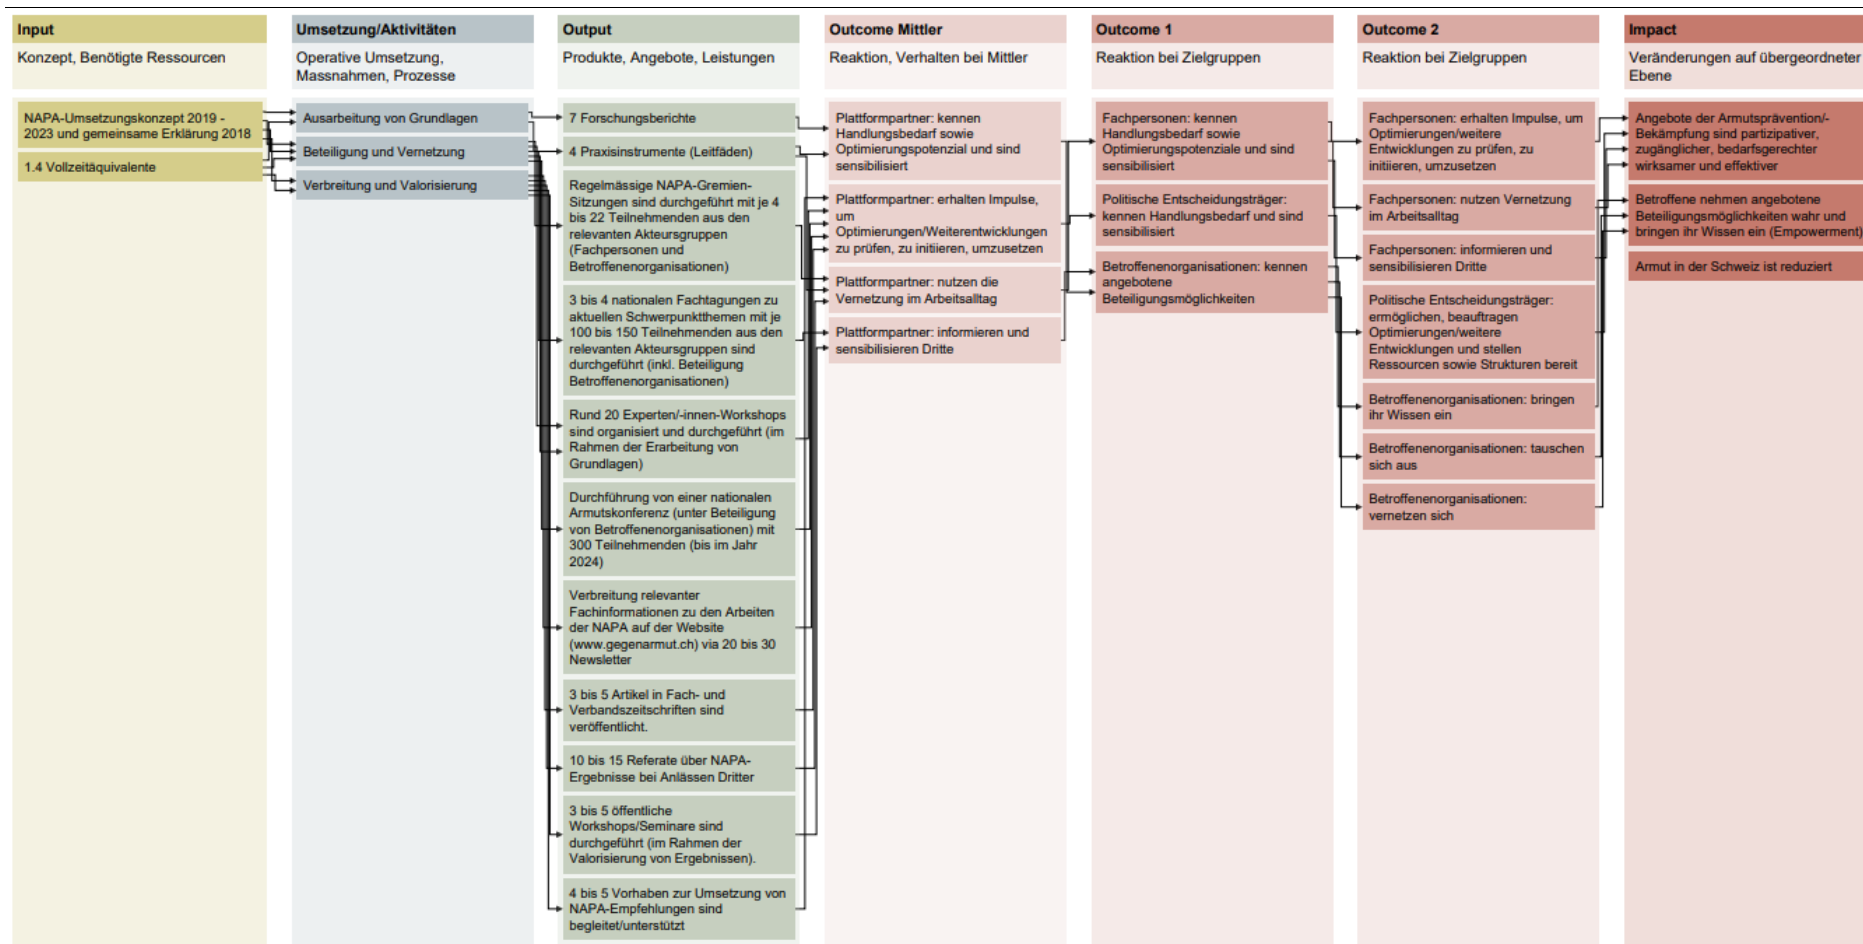 Input
Konzept, Benötigte Ressourcen
NAPA-Umsetzungskonzept 2019 -
2023 und gemeinsame Erklärung 2018
1.4 Vollzeitäquivalente
Umsetzung/Aktivitäten
Operative Umsetzung,
Massnahmen, Prozesse
Ausarbeitung von Grundlagen
Beteiligung und Vernetzung
Verbreitung und Valorisierung
Output
Produkte, Angebote, Leistungen
7 Forschungsberichte
4 Praxisinstrumente (Leitfäden)
Regelmässige NAPA-Gremien-
Sitzungen sind durchgeführt mit je 4
bis 22 Teilnehmenden aus den
relevanten Akteursgruppen
(Fachpersonen und
Betroffenenorganisationen)
3 bis 4 nationalen Fachtagungen zu
aktuellen Schwerpunktthemen mit je
100 bis 150 Teilnehmenden aus den
relevanten Akteursgruppen sind
durchgeführt (inkl. Beteiligung
Betroffenenorganisationen)
Rund 20 Experten/-innen-Workshops
sind organisiert und durchgeführt (im
Rahmen der Erarbeitung von
Grundlagen)
Durchführung von einer nationalen
Armutskonferenz (unter Beteiligung
von Betroffenenorganisationen) mit
300 Teilnehmenden (bis im Jahr
2024)
Verbreitung relevanter
Fachinformationen zu den Arbeiten
der NAPA auf der Website
(www.gegenarmut.ch) via 20 bis 30
Newsletter
3 bis 5 Artikel in Fach- und
Verbandszeitschriften sind
veröffentlicht.
10 bis 15 Referate über NAPA-
Ergebnisse bei Anlässen Dritter
3 bis 5 öffentliche
Workshops/Seminare sind
durchgeführt (im Rahmen der
Valorisierung von Ergebnissen).
4 bis 5 Vorhaben zur Umsetzung von
NAPA-Empfehlungen sind
begleitet/unterstützt
Outcome Mittler
Reaktion, Verhalten bei Mittler
Plattformpartner: kennen
Handlungsbedarf sowie
Optimierungspotenzial und sind
sensibilisiert
Plattformpartner: erhalten Impulse,
um
Optimierungen/Weiterentwicklungen
zu prüfen, zu initiieren, umzusetzen
Plattformpartner: nutzen die
Vernetzung im Arbeitsalltag
Plattformpartner: informieren und
sensibilisieren Dritte
Outcome 1
Reaktion bei Zielgruppen
Fachpersonen: kennen
Handlungsbedarf sowie
Optimierungspotenziale und sind
sensibilisiert
Politische Entscheidungsträger:
kennen Handlungsbedarf und sind
sensibilisiert
Betroffenenorganisationen: kennen
angebotene
Beteiligungsmöglichkeiten
Outcome 2
Reaktion bei Zielgruppen
Fachpersonen: erhalten Impulse, um
Optimierungen/weitere
Entwicklungen zu prüfen, zu
initiieren, umzusetzen
Fachpersonen: nutzen Vernetzung
im Arbeitsalltag
Fachpersonen: informieren und
sensibilisieren Dritte
Politische Entscheidungsträger:
ermöglichen, beauftragen
Optimierungen/weitere
Entwicklungen und stellen
Ressourcen sowie Strukturen bereit
Betroffenenorganisationen: bringen
ihr Wissen ein
Betroffenenorganisationen: tauschen
sich aus
Betroffenenorganisationen:
vernetzen sich
Impact
Veränderungen auf übergeordneter
Ebene
Angebote der Armutsprävention/-
Bekämpfung sind partizipativer,
zugänglicher, bedarfsgerechter
wirksamer und effektiver
Betroffene nehmen angebotene
Beteiligungsmöglichkeiten wahr und
bringen ihr Wissen ein (Empowerment)
Armut in der Schweiz ist reduziert